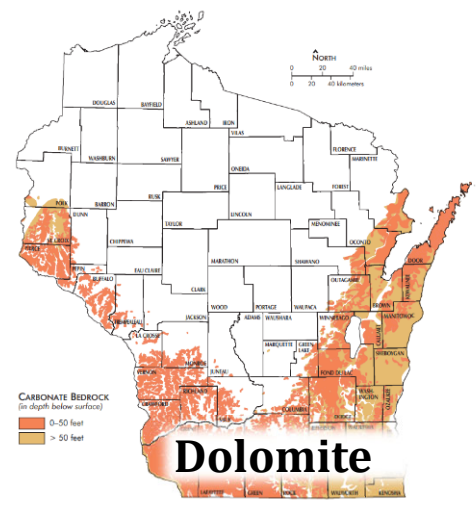 NORTH
0 20 40 miles
0 20 40 kilometers
DOUGLAS
BAYFIELD
ASHLAND
IRON
VILAS
FLORENCE
MARINETTE
BURNETT
WASHBURN
SAWYER
ONEIDA
PRICE
LANGLADE
FOREST
POLK
BARRON
RUSK
DUNN
LINCOLN
TAYLOR
MENOMINEE
ST. CROIX
CHIPPEWA
OCONTO
PIERCE
MARATHON
SHAWANO
DOOR
PEPIN
EAU CLAIRE
BUFFALO
CLARK
OUTAGAMIE
KEWAUNEE
WOOD
PORTAGE
WAUPACA
BROWN
TREMPEALEAU
JACKSON
ADAMS
WAUSHARA
WINNEBAGO
MANITOWOC
LA CROSSE
CALUMET
MARQUETTE
GREEN
LAKE
SHEBOYGAN
MONROE
JUNEAU
VERNON
FOND DU LAC
CARBONATE BEDROCK
(in depth below surface)
0–50 feet
> 50 feet
RICHLAND
CRAWFORD
SAUK
COLUMBIA
DODGE
WASH-
INGTON
OZAUKEE
Dolomite
LAFAYETTE
GREEN
ROCK
WALWORTH
KENOSHA